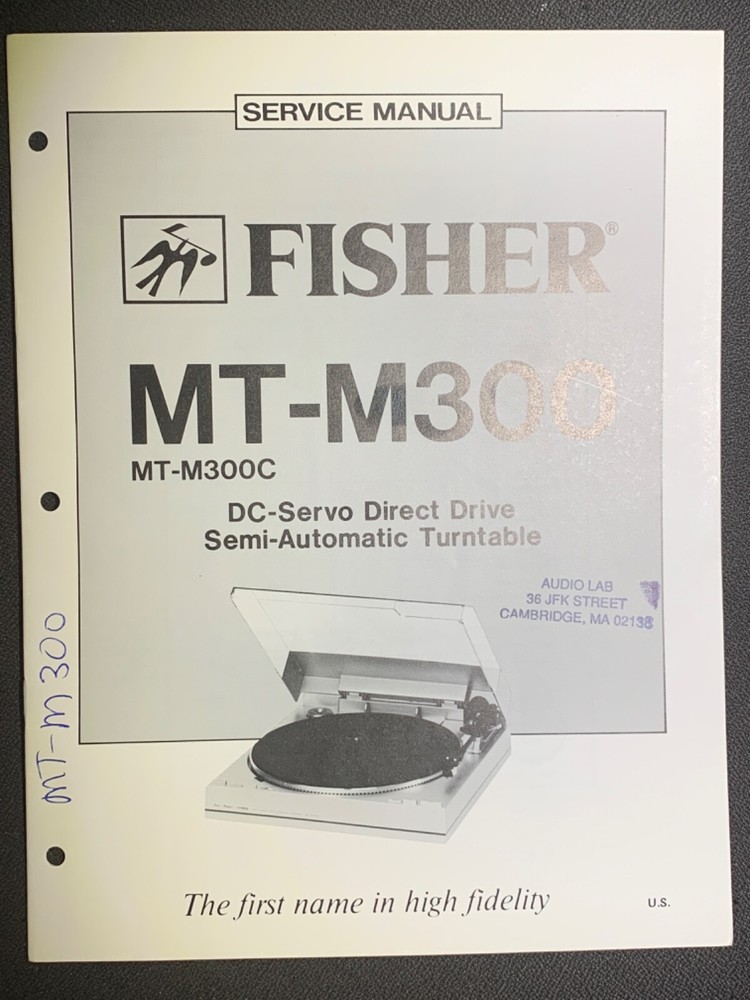 SERVICE MANUAL
FISHER®
MT-M300
MT-M300C
DC-Servo Direct Drive
Semi-Automatic Turntable
AUDIO LAB
36 JFK STREET
CAMBRIDGE, MA 02138
MT-M300
The first name in high fidelity
U.S.